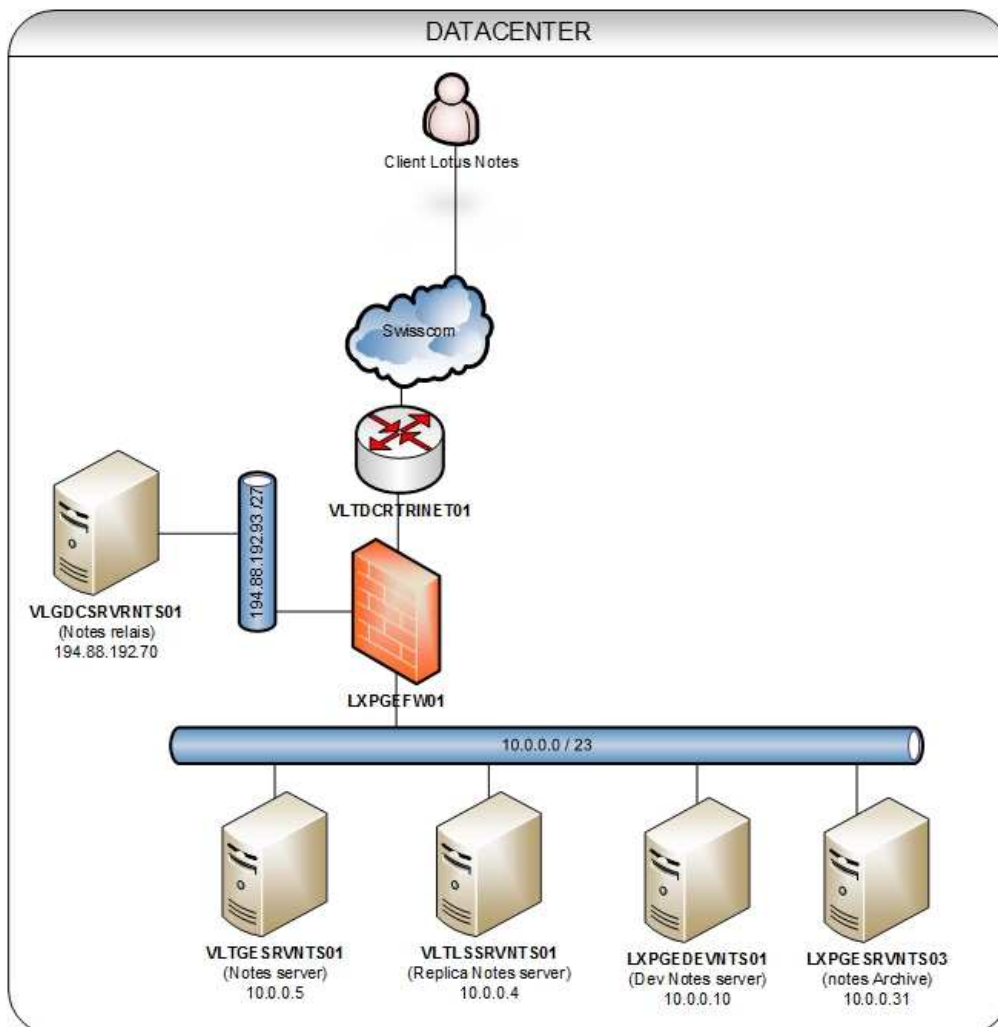 DATACENTER
Client Lotus Notes
Swisscom
VLTDCRTRINET01
194.88.192.93 /27
VLGDCSRVRNTS01
(Notes relais)
194.88.192.70
LXPGEFW01
10.0.0.0 / 23
VLTGESRVNTS01
(Notes server)
10.0.0.5
VLTLSSRVNTS01
(Replica Notes server)
10.0.0.4
LXPGEDEVNTS01
(Dev Notes server)
10.0.0.10
LXPGESRVNTS03
(notes Archive)
10.0.0.31